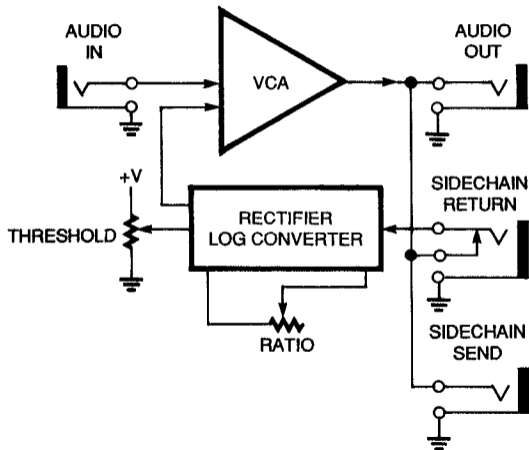 AUDIO
IN
VCA
AUDIO
OUT
+V
THRESHOLD
RECTIFIER
LOG CONVERTER
SIDECHAIN
RETURN
RATIO
SIDECHAIN
SEND